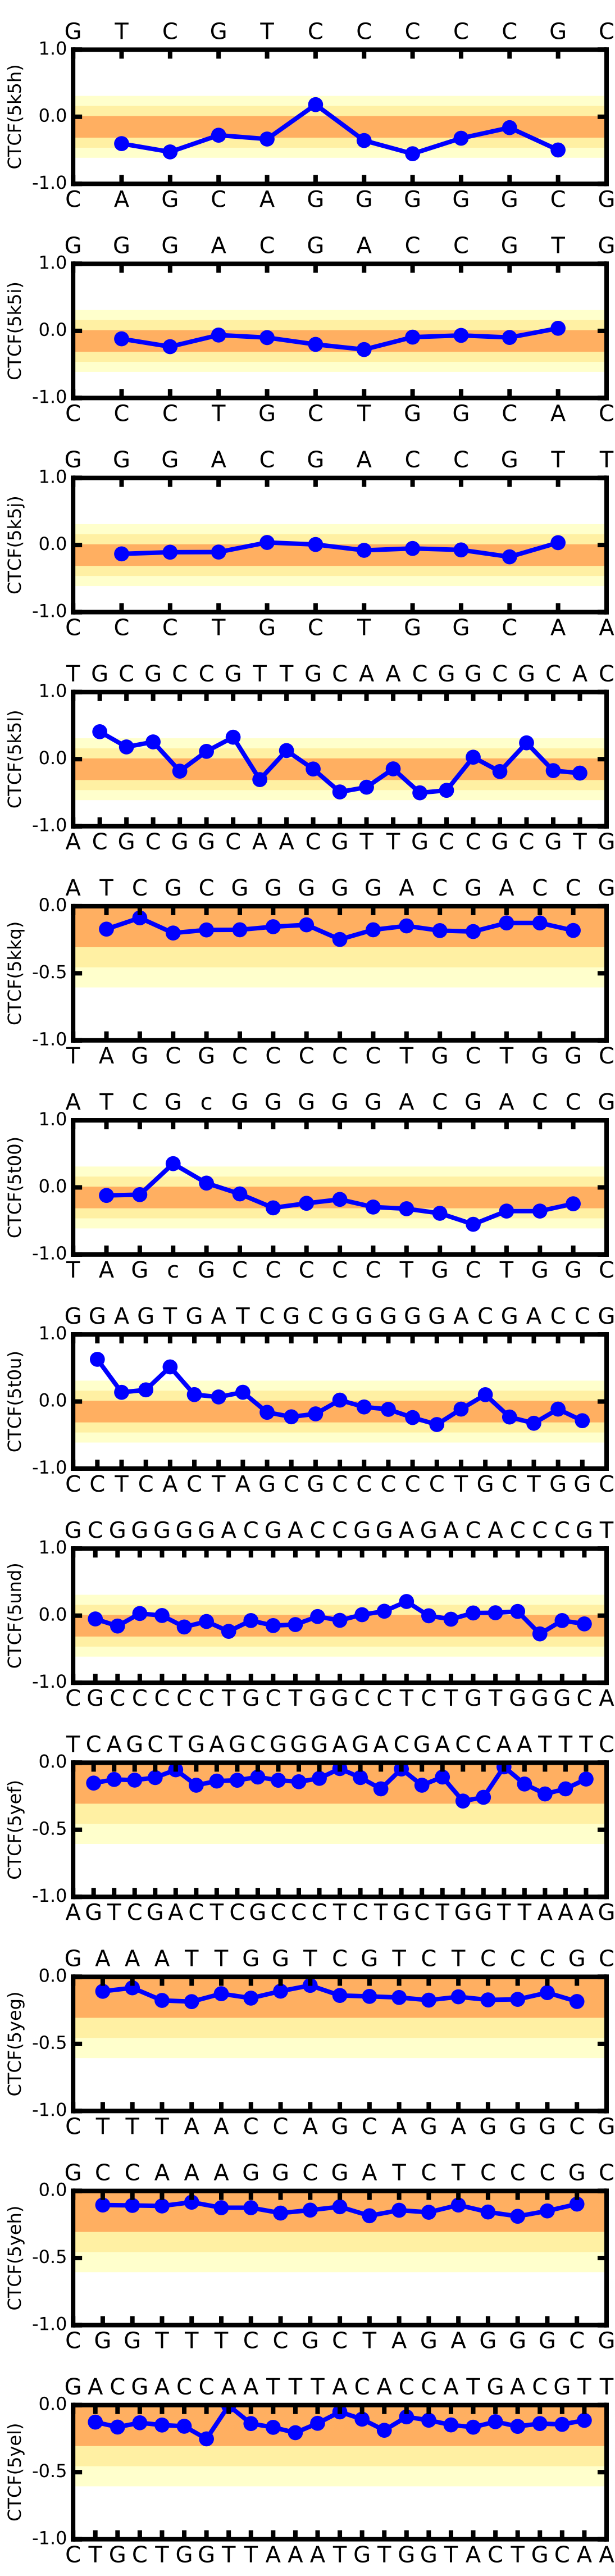 G T C G T C C C C C G C
1.0
CTCF(5k5h)
0.0
-1.0
C A G C A G G G G G C G
G G G A C G A C C G T G
1.0
CTCF(5k5i)
0.0
-1.0
C C C T G C T G G C A C
G G G A C G A C C G T T
1.0
CTCF(5k5j)
0.0
-1.0
C C C T G C T G G C A A
T G C G C C G T T G C A A C G G C G C A C
1.0
CTCF(5k5l)
0.0
-1.0
A C G C G G C A A C G T T G C C G C G T G
A T C G C G G G G G A C G A C C G
0.0
CTCF(5kkq)
-0.5
-1.0
T A G C G C C C C C T G C T G G C
A T C G c G G G G G A C G A C C G
1.0
CTCF(5t00)
0.0
-1.0
T A G c G C C C C C T G C T G G C
G G A G T G A T C G C G G G G G A C G A C C G
1.0
CTCF(5t0u)
0.0
-1.0
C C T C A C T A G C G C C C C C T G C T G G C
G C G G G G G A C G A C C G G A G A C A C C C G T
1.0
CTCF(5und)
0.0
-1.0
C G C C C C C T G C T G G C C T C T G T G G G C A
T C A G C T G A G C G G G A G A C G A C C A A T T T C
0.0
CTCF(5yef)
-0.5
-1.0
A G T C G A C T C G C C C T C T G C T G G T T A A A G
G A A A T T G G T C G T C T C C C G C
0.0
CTCF(5yeg)
-0.5
-1.0
C T T T A A C C A G C A G A G G G C G
G C C A A A G G C G A T C T C C C G C
0.0
CTCF(5yeh)
-0.5
-1.0
C G G T T T C C G C T A G A G G G C G
G A C G A C C A A T T T A C A C C A T G A C G T T
0.0
CTCF(5yel)
-0.5
-1.0
C T G C T G G T T A A A T G T G G T A C T G C A A